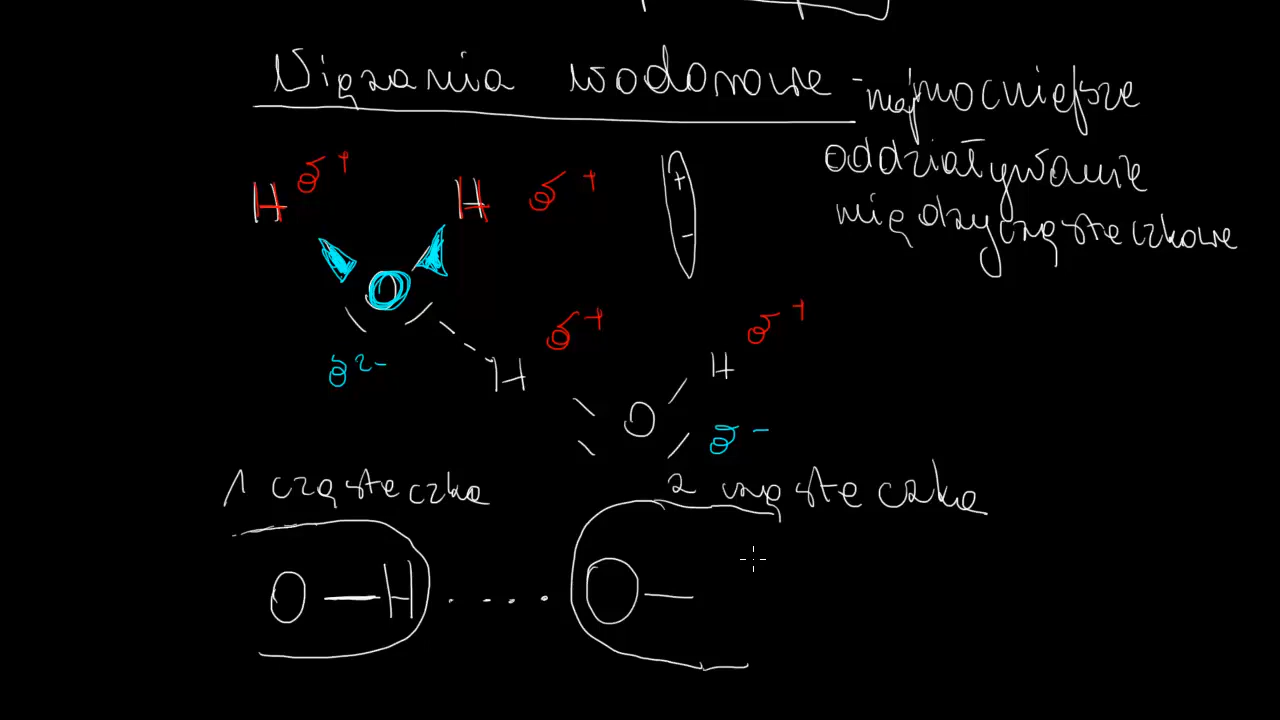 Wiązania wodorowe - najmocniejsze
oddziaływanie
międzycząsteczkowe
H δ+ H δ+ +
-
O
δ2-
H δ+ H δ+
O
δ-
1 cząsteczka 2 cząsteczka
O—H.....O—